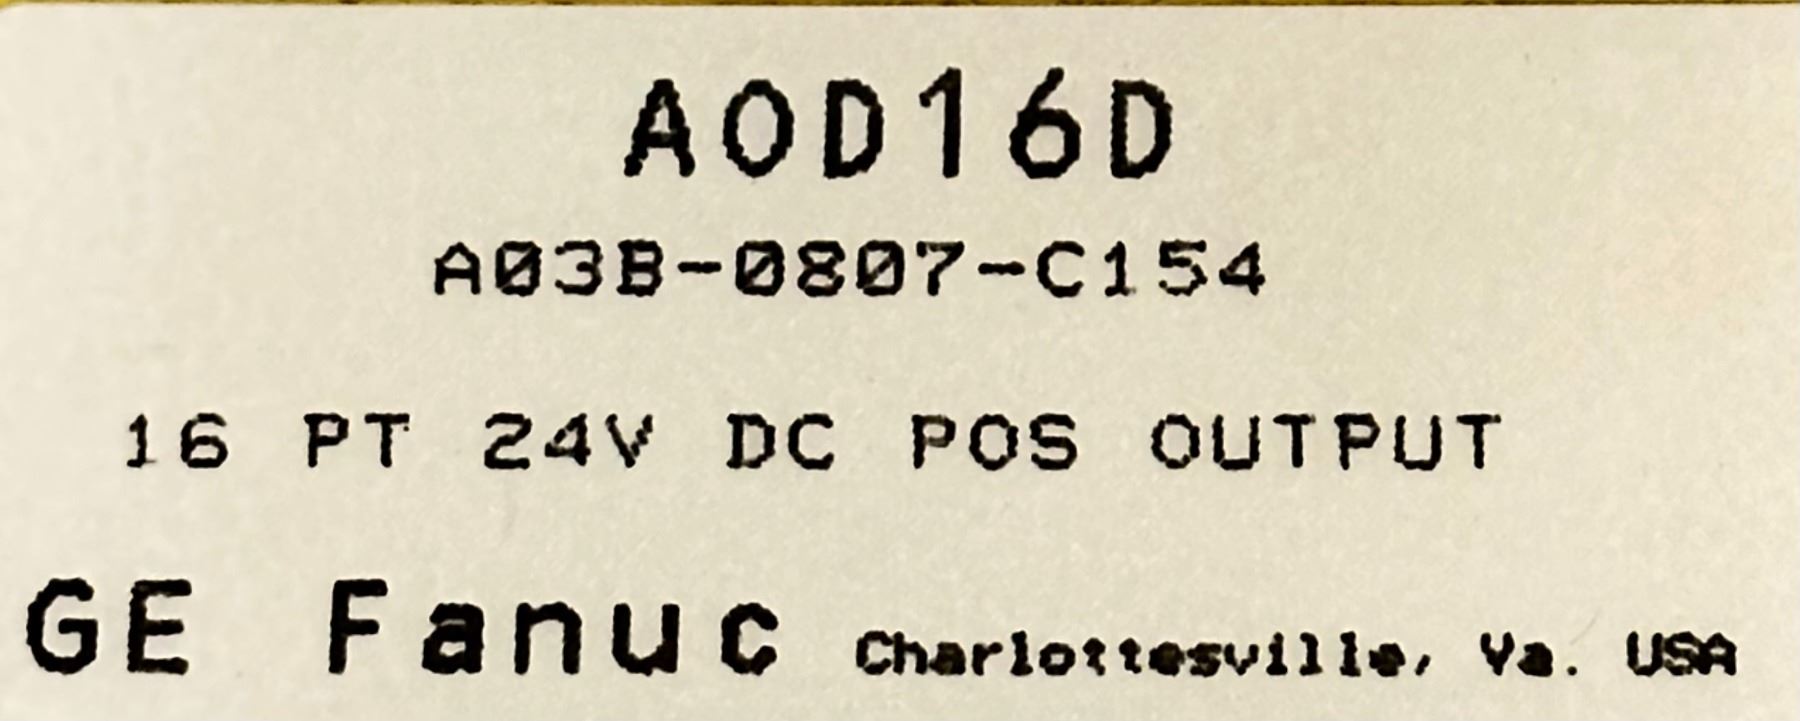 AOD16D
A03B-0807-C154
16 PT 24V DC POS OUTPUT
GE Fanuc Charlottesville, Va. USA